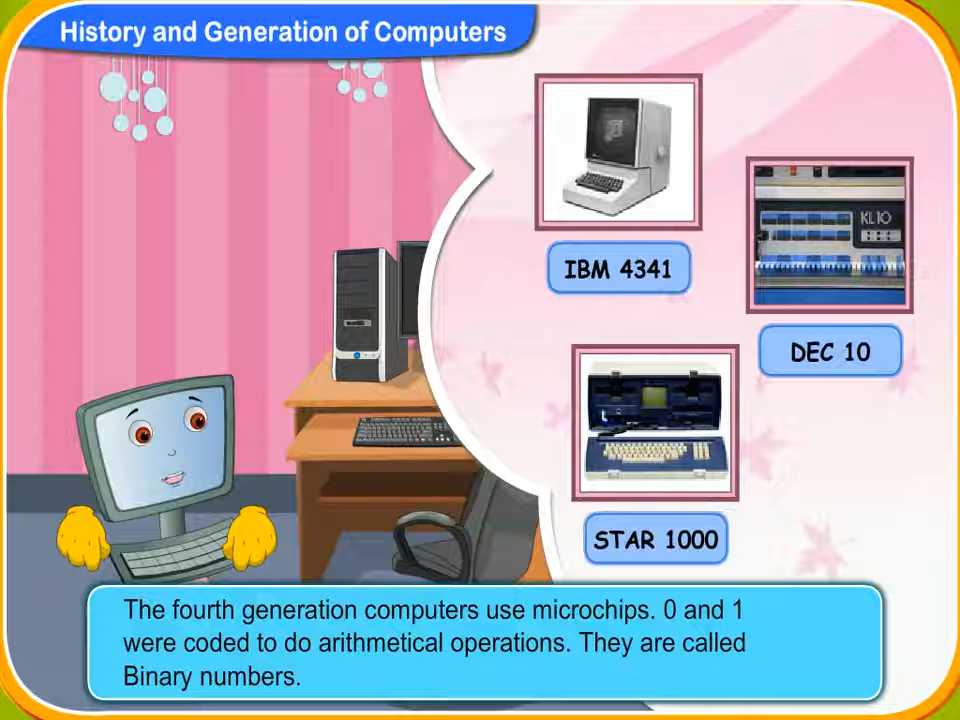 History and Generation of Computers
IBM 4341
KL10
DEC 10
STAR 1000
The fourth generation computers use microchips. 0 and 1
were coded to do arithmetical operations. They are called
Binary numbers.